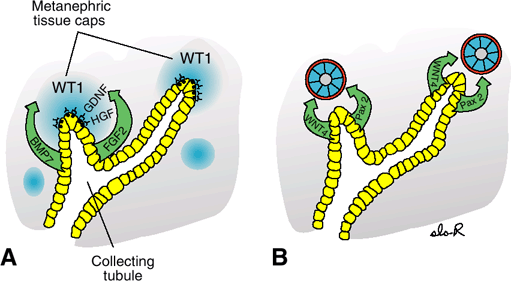 Metanephric
tissue caps
WT1
WT1
GDNF
HGF
BMP7
FGF2
Collecting
tubule
A
WNT4
Pax 2
WNT4
Pax 2
B
slo-R